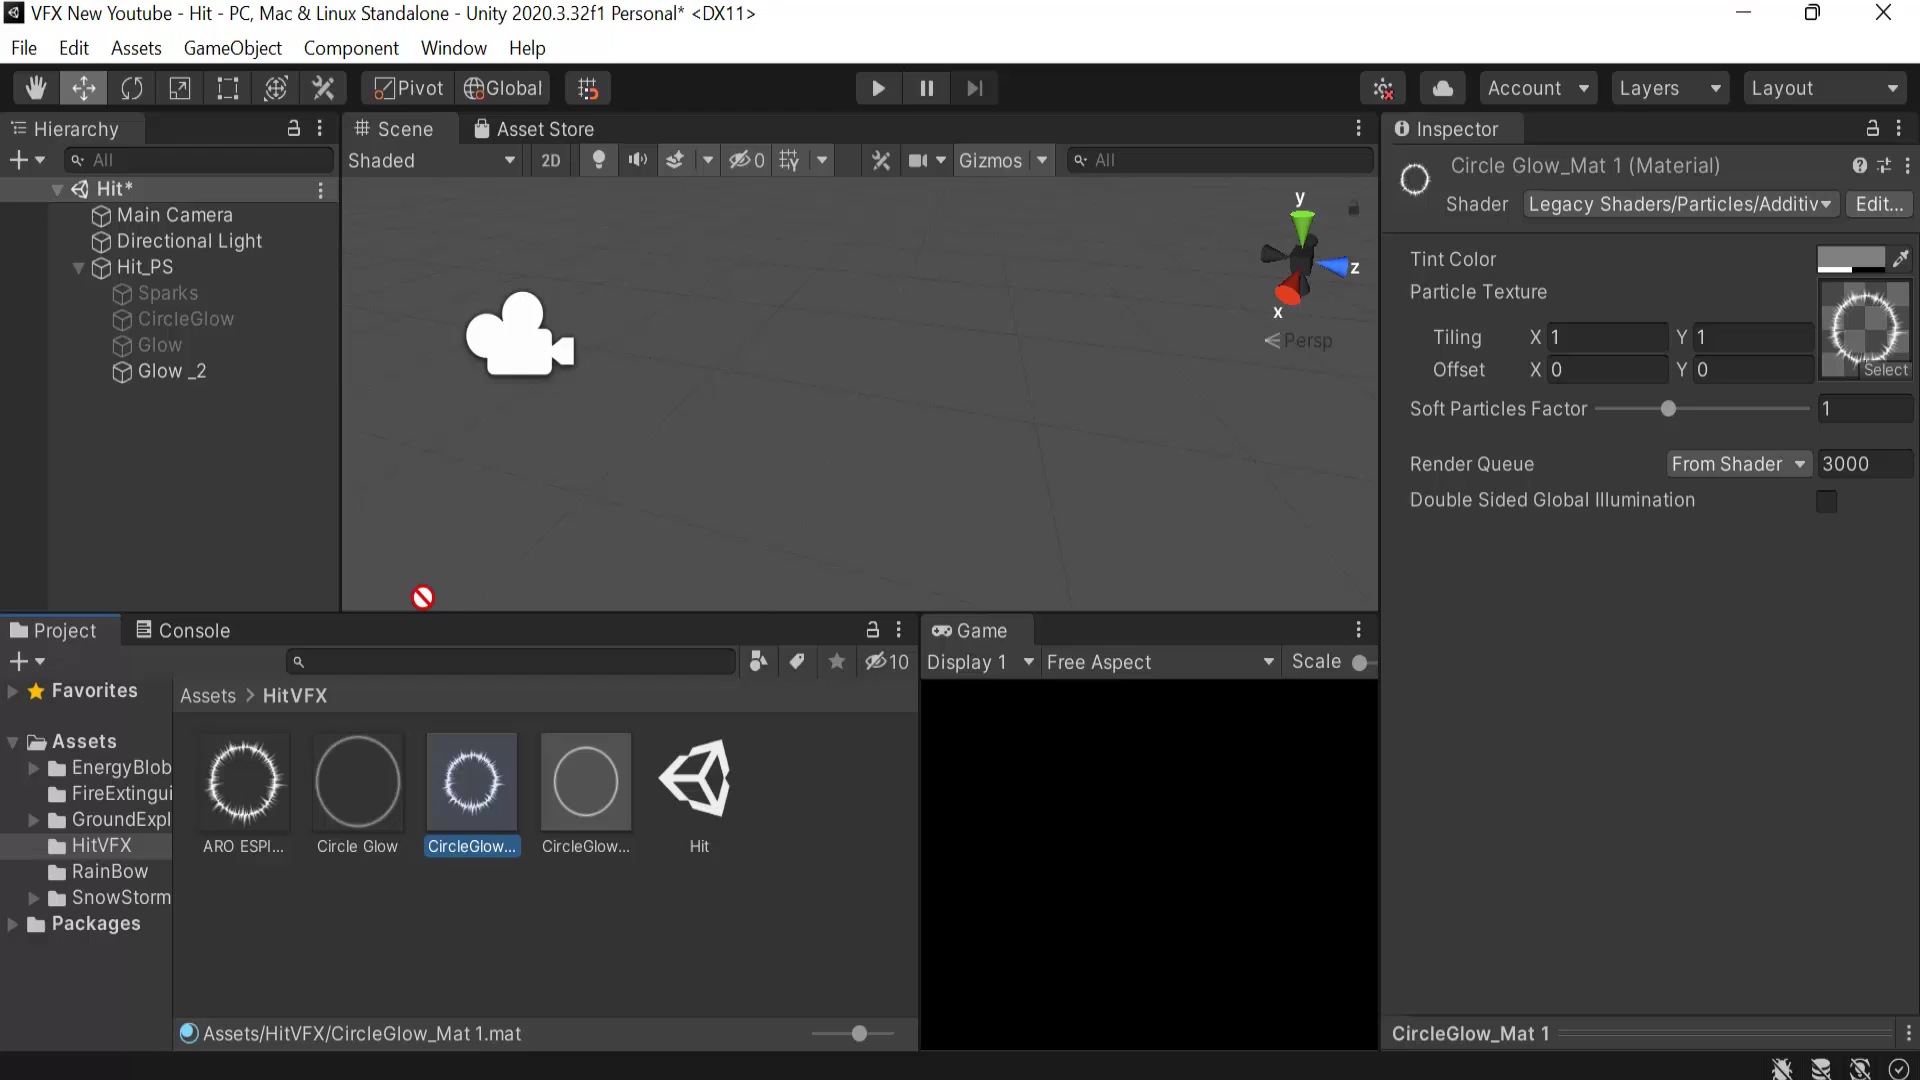 VFX New Youtube - Hit - PC, Mac & Linux Standalone - Unity 2020.3.32f1 Personal* <DX11>
File Edit Assets GameObject Component Window Help
Pivot Global Account Layers Layout
Hierarchy
All
Hit*
Main Camera
Directional Light
Hit_PS
Sparks
CircleGlow
Glow
Glow _2
Scene Asset Store
Shaded 2D 0 Gizmos All
y
z
x
Persp
Inspector
Circle Glow_Mat 1 (Material)
Shader Legacy Shaders/Particles/Additiv Edit...
Tint Color
Particle Texture
Tiling X 1 Y 1
Offset X 0 Y 0
Select
Soft Particles Factor 1
Render Queue From Shader 3000
Double Sided Global Illumination
Project Console
10
Favorites
Assets
EnergyBlob
FireExtingui
GroundExpl
HitVFX
RainBow
SnowStorm
Packages
Assets > HitVFX
ARO ESPI... Circle Glow CircleGlow... CircleGlow... Hit
Assets/HitVFX/CircleGlow_Mat 1.mat
Game
Display 1 Free Aspect Scale
CircleGlow_Mat 1